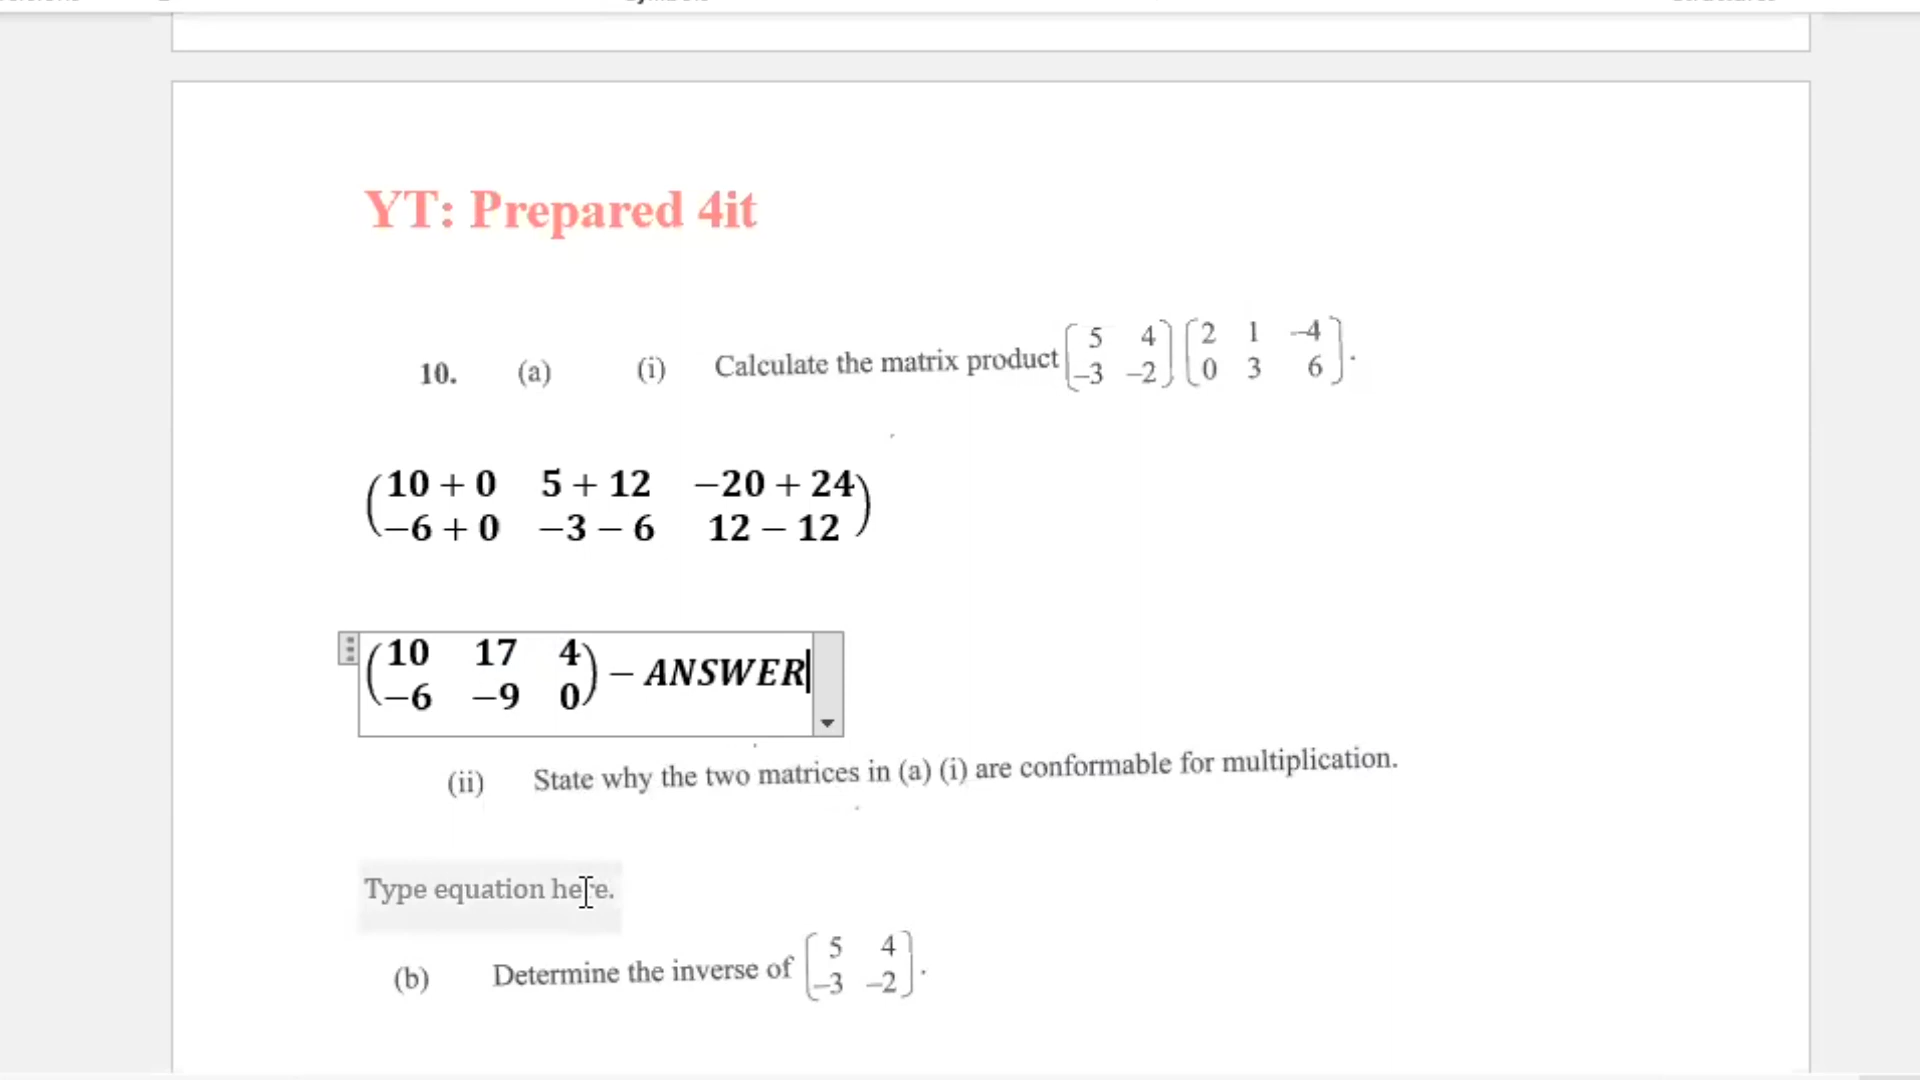 YT: Prepared 4it
10. (a) (i) Calculate the matrix product [5 4 [2 1 -4
-3 -2] 0 3 6].
(10 + 0 5 + 12 −20 + 24
−6 + 0 −3 − 6 12 − 12)
(10 17 4
−6 −9 0) − ANSWER
(ii) State why the two matrices in (a) (i) are conformable for multiplication.
Type equation here.
(b) Determine the inverse of [5 4
-3 -2].